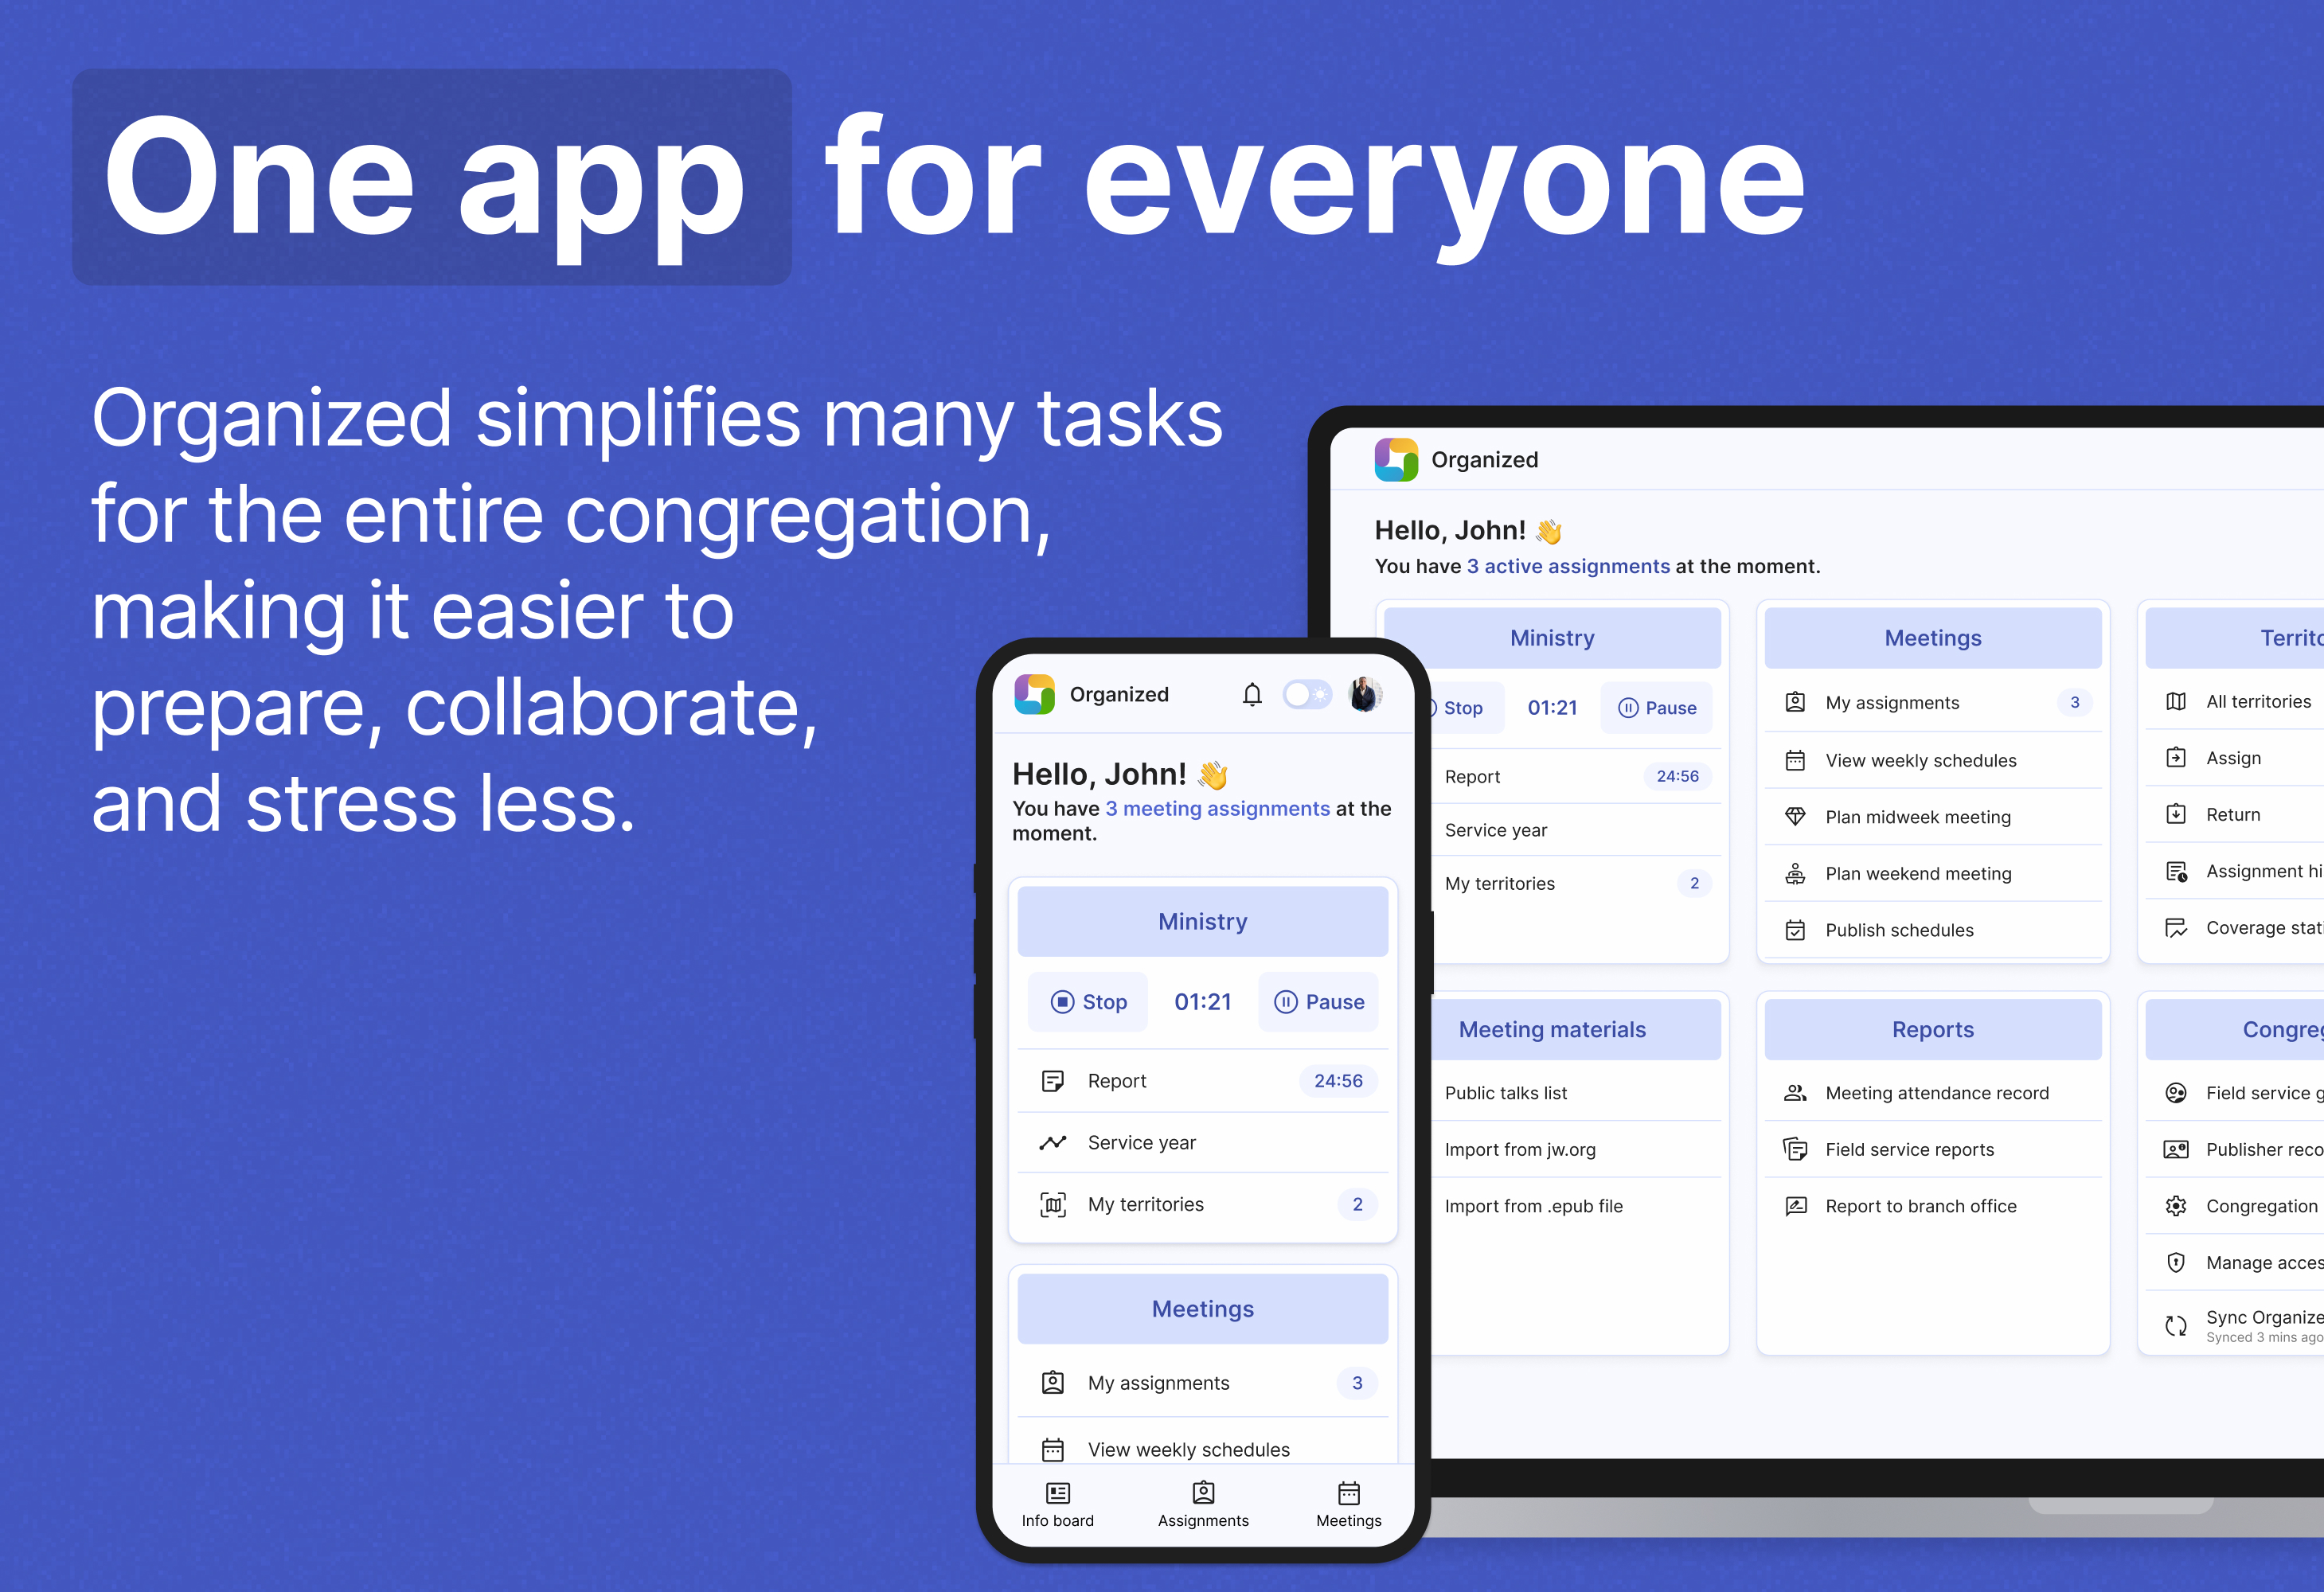 One app for everyone
Organized simplifies many tasks
for the entire congregation,
making it easier to
prepare, collaborate,
and stress less.
Organized
Hello, John! 👋
You have 3 meeting assignments at the
moment.
Ministry
Stop 01:21 Pause
Report 24:56
Service year
My territories 2
Meetings
My assignments 3
View weekly schedules
Info board Assignments Meetings
Organized
Hello, John! 👋
You have 3 active assignments at the moment.
Ministry
Stop 01:21 Pause
Report 24:56
Service year
My territories 2
Meetings
My assignments 3
View weekly schedules
Plan midweek meeting
Plan weekend meeting
Publish schedules
Territo
All territories
Assign
Return
Assignment hi
Coverage stat
Meeting materials
Public talks list
Import from jw.org
Import from .epub file
Reports
Meeting attendance record
Field service reports
Report to branch office
Congreg
Field service g
Publisher reco
Congregation
Manage acces
Sync Organize
Synced 3 mins ago